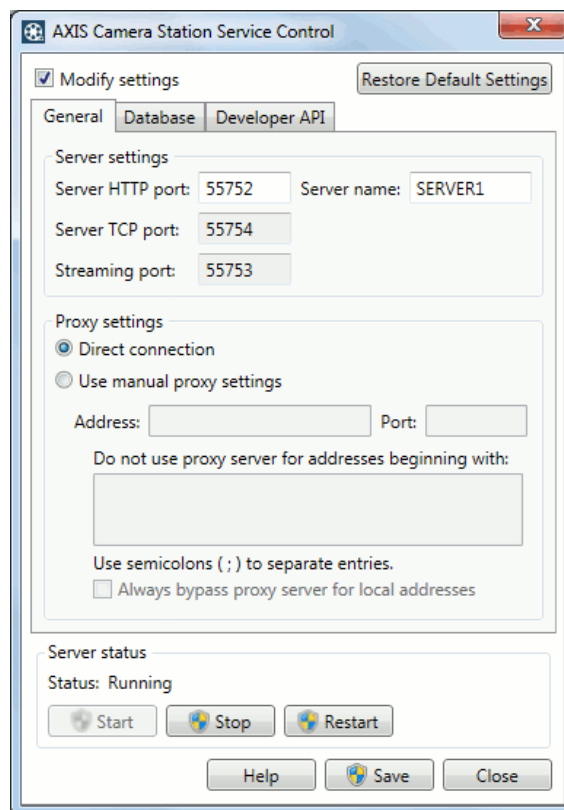 AXIS Camera Station Service Control
Modify settings Restore Default Settings
General Database Developer API
Server settings
Server HTTP port: 55752 Server name: SERVER1
Server TCP port: 55754
Streaming port: 55753
Proxy settings
Direct connection
Use manual proxy settings
Address: Port:
Do not use proxy server for addresses beginning with:
Use semicolons ( ; ) to separate entries.
Always bypass proxy server for local addresses
Server status
Status: Running
Start Stop Restart
Help Save Close